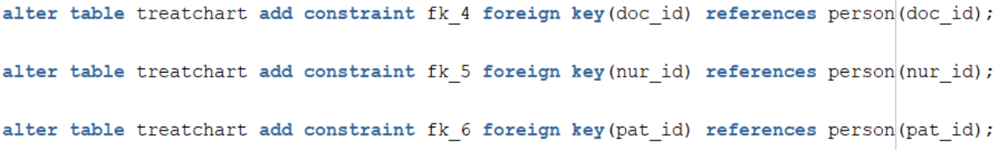 alter table treatchart add constraint fk_4 foreign key(doc_id) references person(doc_id);
alter table treatchart add constraint fk_5 foreign key(nur_id) references person(nur_id);
alter table treatchart add constraint fk_6 foreign key(pat_id) references person(pat_id);